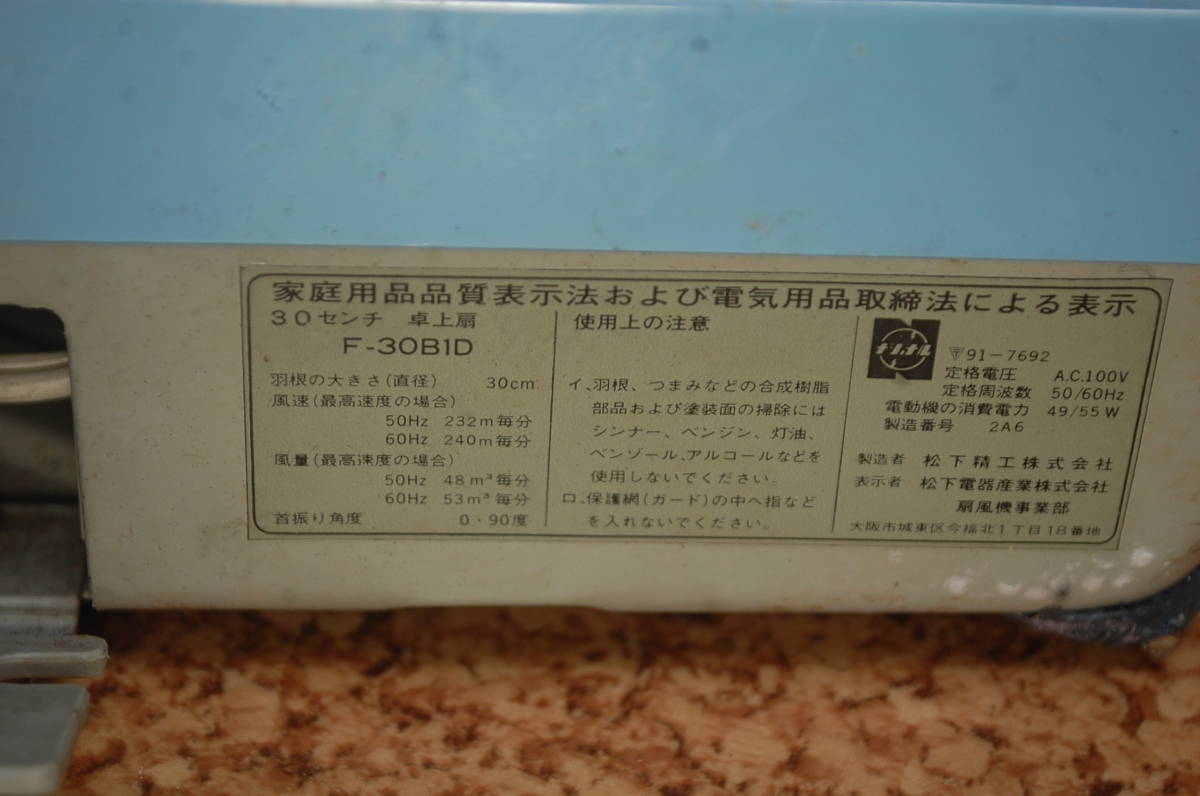 家庭用品品質表示法および電気用品取締法による表示
30センチ 卓上扇
F-30B1D
羽根の大きさ(直径) 30cm
風速(最高速度の場合)
50Hz 232m毎分
60Hz 240m毎分
風量(最高速度の場合)
50Hz 48m³毎分
60Hz 53m³毎分
首振り角度 0・90度
使用上の注意
イ、羽根、つまみなどの合成樹脂
部品および塗装面の掃除には
シンナー、ベンジン、灯油、
ベンゾール、アルコールなどを
使用しないでください。
ロ、保護網(ガード)の中へ指など
を入れないでください。
ナショナル
〒91-7692
定格電圧 A.C.100V
定格周波数 50/60Hz
電動機の消費電力 49/55W
製造番号 2A6
製造者 松下精工株式会社
表示者 松下電器産業株式会社
扇風機事業部
大阪市城東区今福北1丁目18番地